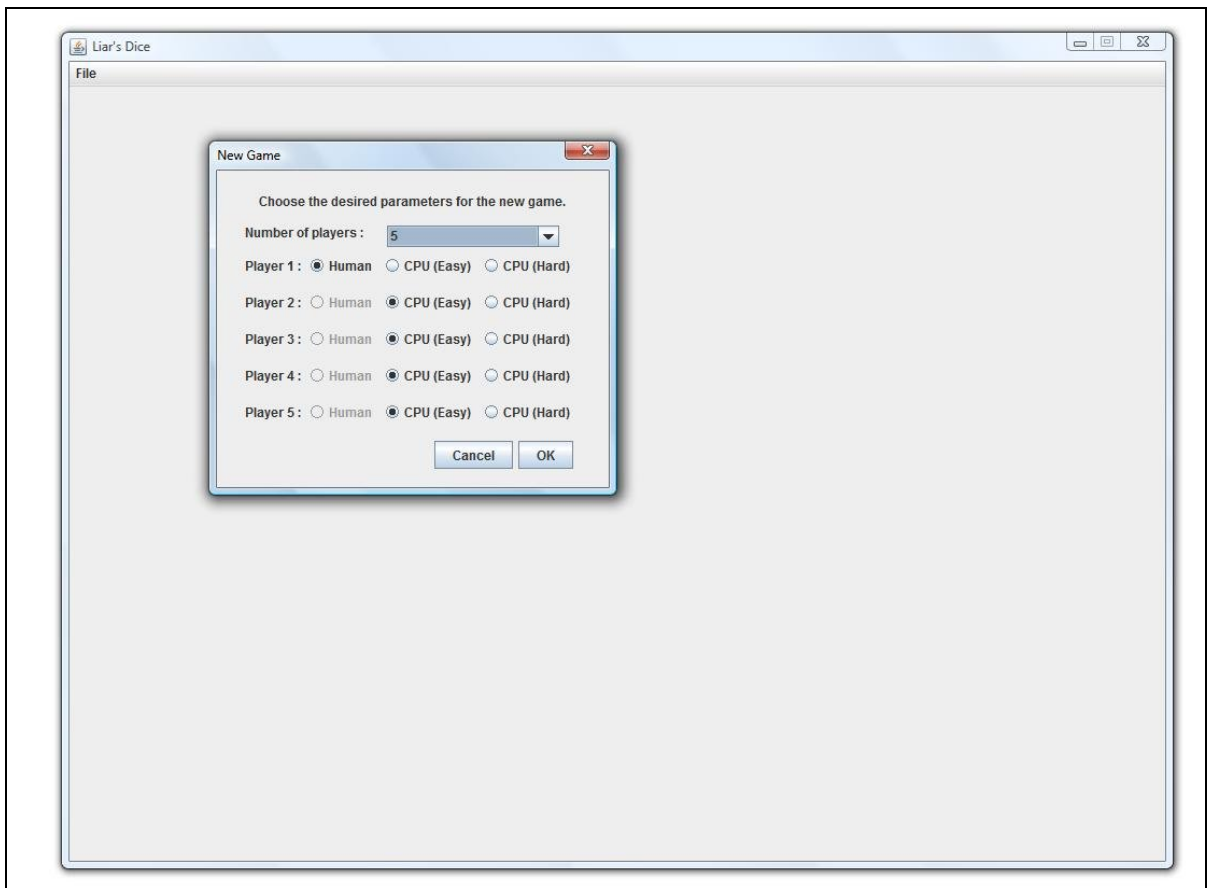 Liar's Dice
File
New Game
Choose the desired parameters for the new game.
Number of players : 5
Player 1 : Human CPU (Easy) CPU (Hard)
Player 2 : Human CPU (Easy) CPU (Hard)
Player 3 : Human CPU (Easy) CPU (Hard)
Player 4 : Human CPU (Easy) CPU (Hard)
Player 5 : Human CPU (Easy) CPU (Hard)
Cancel OK